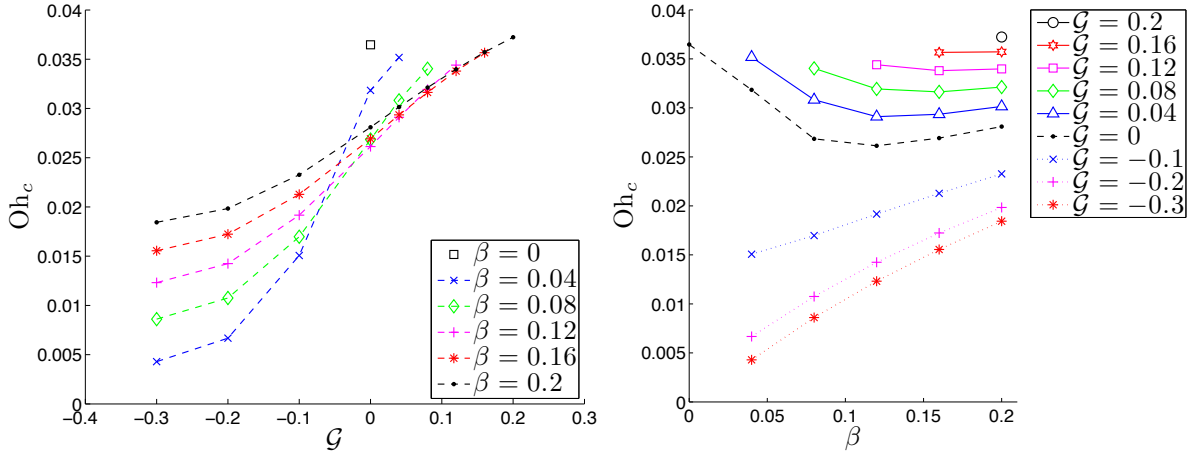 0.04
0.035
0.03
0.025
0.02
0.015
0.01
0.005
0
Oh_c
−0.4 −0.3 −0.2 −0.1 0 0.1 0.2 0.3
𝒢
β = 0
β = 0.04
β = 0.08
β = 0.12
β = 0.16
β = 0.2
0.04
0.035
0.03
0.025
0.02
0.015
0.01
0.005
0
Oh_c
0 0.05 0.1 0.15 0.2
β
𝒢 = 0.2
𝒢 = 0.16
𝒢 = 0.12
𝒢 = 0.08
𝒢 = 0.04
𝒢 = 0
𝒢 = −0.1
𝒢 = −0.2
𝒢 = −0.3